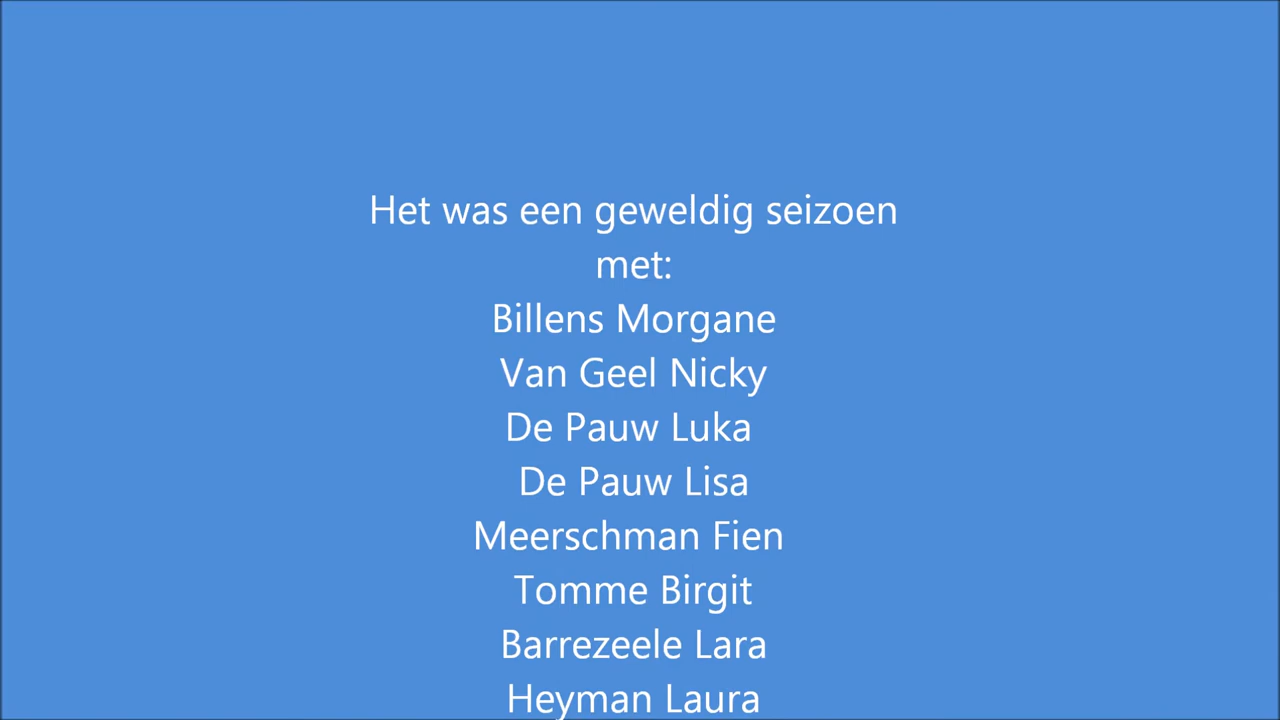 Het was een geweldig seizoen
met:
Billens Morgane
Van Geel Nicky
De Pauw Luka
De Pauw Lisa
Meerschman Fien
Tomme Birgit
Barrezeele Lara
Heyman Laura